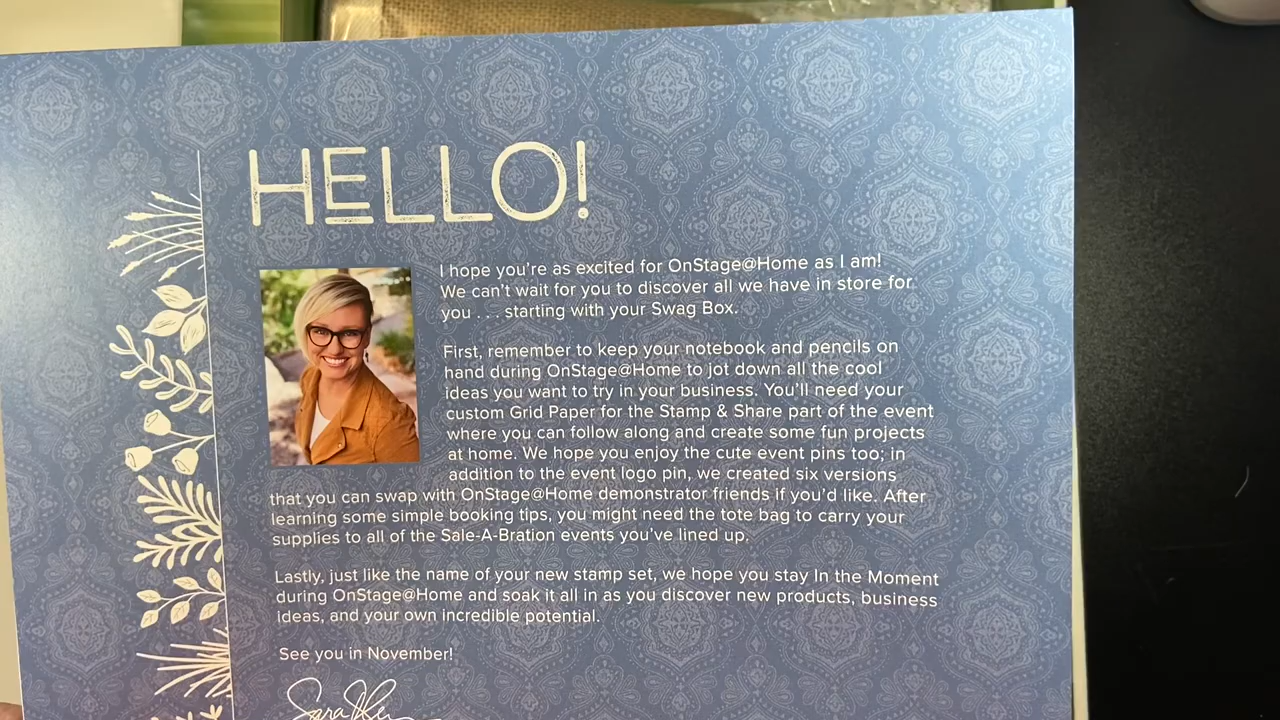 HELLO!
I hope you're as excited for OnStage@Home as I am!
We can't wait for you to discover all we have in store for
you . . . starting with your Swag Box.
First, remember to keep your notebook and pencils on
hand during OnStage@Home to jot down all the cool
ideas you want to try in your business. You'll need your
custom Grid Paper for the Stamp & Share part of the event
where you can follow along and create some fun projects
at home. We hope you enjoy the cute event pins too; in
addition to the event logo pin, we created six versions
that you can swap with OnStage@Home demonstrator friends if you'd like. After
learning some simple booking tips, you might need the tote bag to carry your
supplies to all of the Sale-A-Bration events you've lined up.
Lastly, just like the name of your new stamp set, we hope you stay In the Moment
during OnStage@Home and soak it all in as you discover new products, business
ideas, and your own incredible potential.
See you in November!
Sara